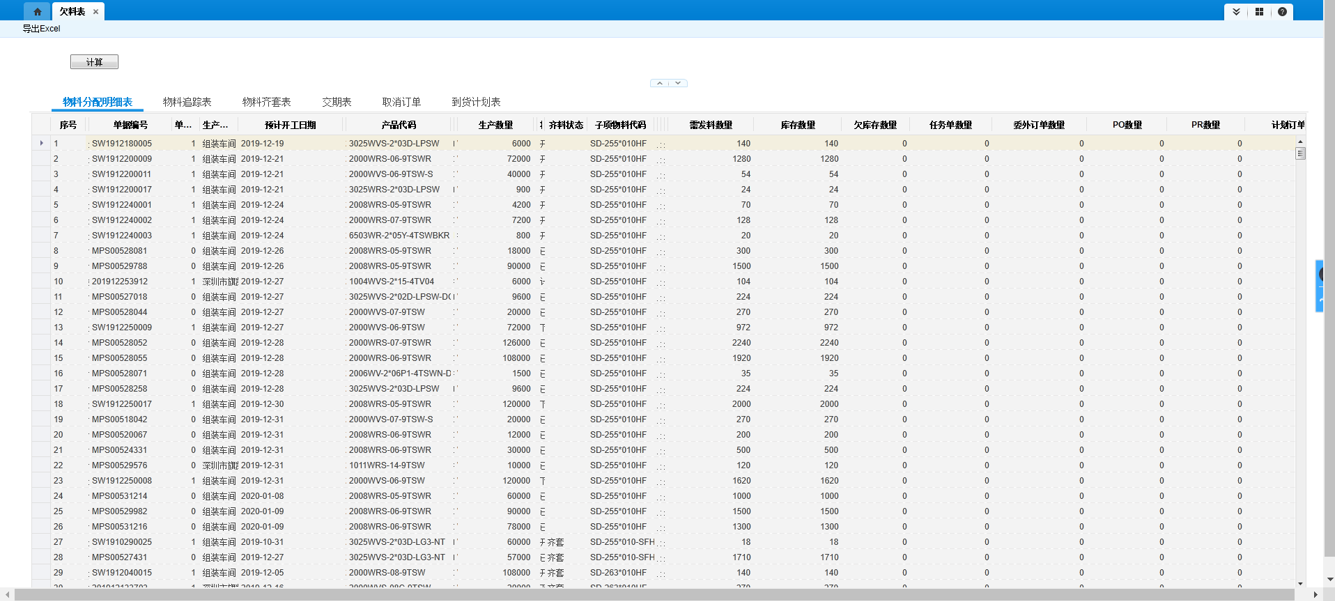 欠料表 ×
导出Excel
计算
物料分配明细表 物料追踪表 物料齐套表 交期表 取消订单 到货计划表
序号 单据编号 单... 生产... 预计开工日期 产品代码 生产数量 齐料状态 子项物料代码 需发料数量 库存数量 欠库存数量 任务单数量 委外订单数量 PO数量 PR数量 计划订单
1 SW1912180005 1 组装车间 2019-12-19 3025WVS-2*03D-LPSW 6000 SD-255*010HF 140 140 0 0 0 0 0
2 SW1912200009 1 组装车间 2019-12-21 2000WRS-06-9TSWR 72000 SD-255*010HF 1280 1280 0 0 0 0 0
3 SW1912200011 1 组装车间 2019-12-21 2000WVS-06-9TSW-S 40000 SD-255*010HF 54 54 0 0 0 0 0
4 SW1912200017 1 组装车间 2019-12-21 3025WRS-2*03D-LPSW 900 SD-255*010HF 24 24 0 0 0 0 0
5 SW1912240001 1 组装车间 2019-12-24 2008WRS-05-9TSWR 4200 SD-255*010HF 70 70 0 0 0 0 0
6 SW1912240002 1 组装车间 2019-12-24 2000WRS-07-9TSWR 7200 SD-255*010HF 128 128 0 0 0 0 0
7 SW1912240003 1 组装车间 2019-12-24 6503WR-2*05Y-4TSWBKR 800 SD-255*010HF 20 20 0 0 0 0 0
8 MPS00528081 0 组装车间 2019-12-26 2008WRS-05-9TSWR 18000 SD-255*010HF 300 300 0 0 0 0 0
9 MPS00529788 0 组装车间 2019-12-26 2008WRS-05-9TSWR 90000 SD-255*010HF 1500 1500 0 0 0 0 0
10 201912253912 1 深圳市旗 2019-12-27 1004WVS-2*15-4TV04 6000 SD-255*010HF 104 104 0 0 0 0 0
11 MPS00527018 0 组装车间 2019-12-27 3025WVS-2*02D-LPSW-D 9600 SD-255*010HF 224 224 0 0 0 0 0
12 MPS00528044 0 组装车间 2019-12-27 2000WVS-07-9TSW 20000 SD-255*010HF 270 270 0 0 0 0 0
13 SW1912250009 1 组装车间 2019-12-27 2000WVS-06-9TSW 72000 SD-255*010HF 972 972 0 0 0 0 0
14 MPS00528052 0 组装车间 2019-12-28 2000WRS-07-9TSWR 126000 SD-255*010HF 2240 2240 0 0 0 0 0
15 MPS00528055 0 组装车间 2019-12-28 2000WRS-06-9TSWR 108000 SD-255*010HF 1920 1920 0 0 0 0 0
16 MPS00528071 0 组装车间 2019-12-28 2006WV-2*06P1-4TSWN-D 1500 SD-255*010HF 35 35 0 0 0 0 0
17 MPS00528258 0 组装车间 2019-12-28 3025WVS-2*03D-LPSW 9600 SD-255*010HF 224 224 0 0 0 0 0
18 SW1912250017 1 组装车间 2019-12-30 2008WRS-05-9TSWR 120000 SD-255*010HF 2000 2000 0 0 0 0 0
19 MPS00518042 0 组装车间 2019-12-31 2000WVS-07-9TSW-S 20000 SD-255*010HF 270 270 0 0 0 0 0
20 MPS00520067 0 组装车间 2019-12-31 2008WRS-06-9TSWR 12000 SD-255*010HF 200 200 0 0 0 0 0
21 MPS00524331 0 组装车间 2019-12-31 2008WRS-06-9TSWR 30000 SD-255*010HF 500 500 0 0 0 0 0
22 MPS00529576 0 深圳市旗 2019-12-31 1011WRS-14-9TSW 10000 SD-255*010HF 120 120 0 0 0 0 0
23 SW1912250008 1 组装车间 2019-12-31 2000WVS-06-9TSW 120000 SD-255*010HF 1620 1620 0 0 0 0 0
24 MPS00531214 0 组装车间 2020-01-08 2008WRS-05-9TSWR 60000 SD-255*010HF 1000 1000 0 0 0 0 0
25 MPS00529982 0 组装车间 2020-01-09 2008WRS-06-9TSWR 90000 SD-255*010HF 1500 1500 0 0 0 0 0
26 MPS00531216 0 组装车间 2020-01-09 2008WRS-06-9TSWR 78000 SD-255*010HF 1300 1300 0 0 0 0 0
27 SW1910290025 1 组装车间 2019-10-31 3025WVS-2*03D-LG3-NT 60000 齐套 SD-255*010-SFH 18 18 0 0 0 0 0
28 MPS00527431 0 组装车间 2019-12-27 3025WVS-2*03D-LG3-NT 57000 齐套 SD-255*010-SFH 1710 1710 0 0 0 0 0
29 SW1912040015 1 组装车间 2019-12-05 2000WRS-08-9TSW 108000 齐套 SD-263*010HF 140 140 0 0 0 0 0